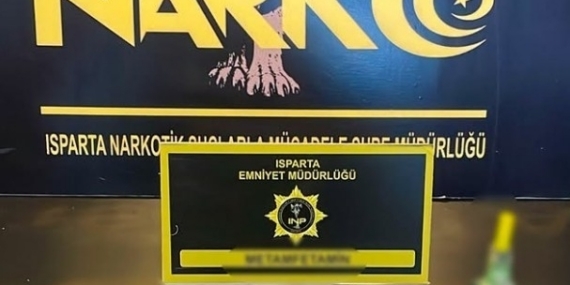 NARKO
ISPARTA NARKOTİK SUÇLARLA MÜCADELE ŞUBE MÜDÜRLÜĞÜ
ISPARTA
EMNİYET MÜDÜRLÜĞÜ
INP
METAMFETAMİN